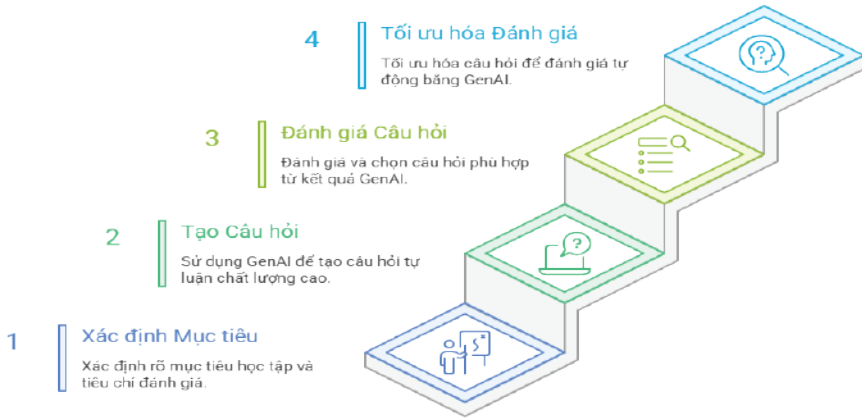 4
Tối ưu hóa Đánh giá
Tối ưu hóa câu hỏi để đánh giá tự
động bằng GenAI.
3
Đánh giá Câu hỏi
Đánh giá và chọn câu hỏi phù hợp
từ kết quả GenAI.
2
Tạo Câu hỏi
Sử dụng GenAI để tạo câu hỏi tự
luận chất lượng cao.
1
Xác định Mục tiêu
Xác định rõ mục tiêu học tập và
tiêu chí đánh giá.